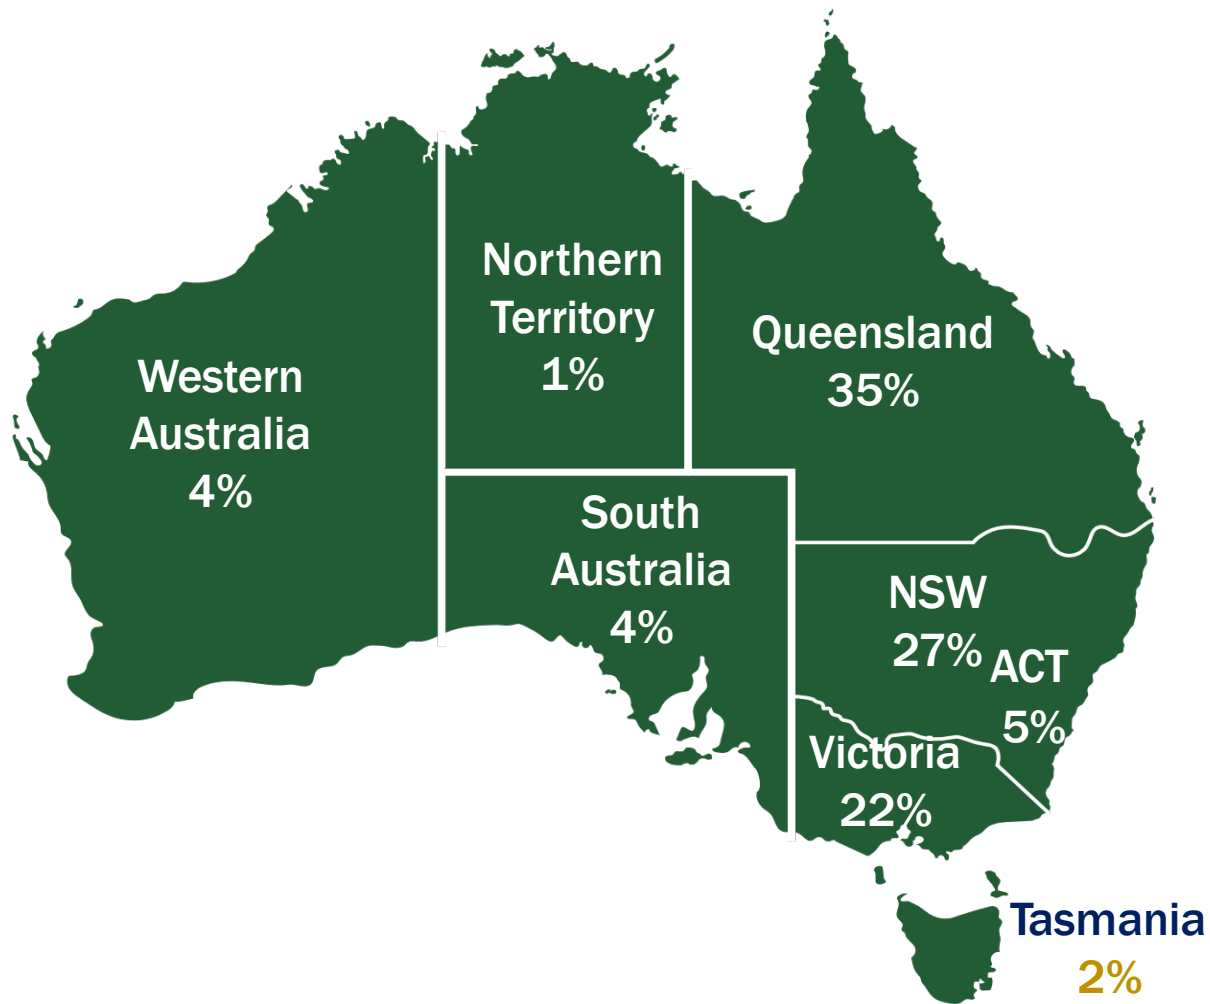 Northern
Territory
1%
Queensland
35%
Western
Australia
4%
South
Australia
4%
NSW
27%
ACT
5%
Victoria
22%
Tasmania
2%